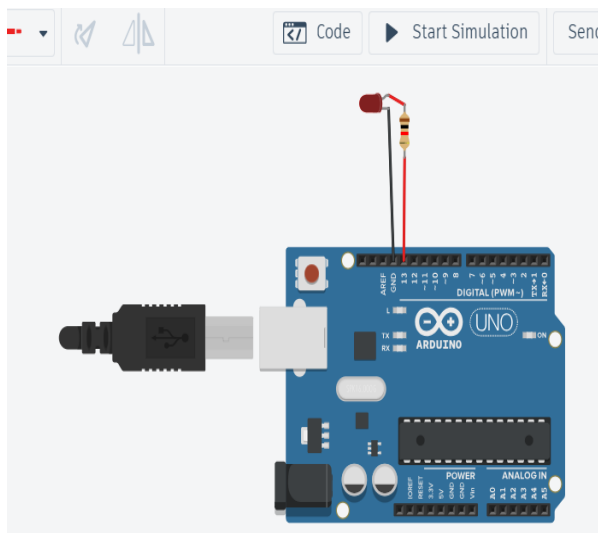 Code
Start Simulation
Send
AREF
GND
13
12
~11
~10
~9
8
7
~6
~5
4
~3
2
TX→1
RX←0
DIGITAL (PWM~)
L
TX
RX
ARDUINO
UNO
ON
POWER
ANALOG IN
IOREF
RESET
3.3V
5V
GND
GND
Vin
A0
A1
A2
A3
A4
A5